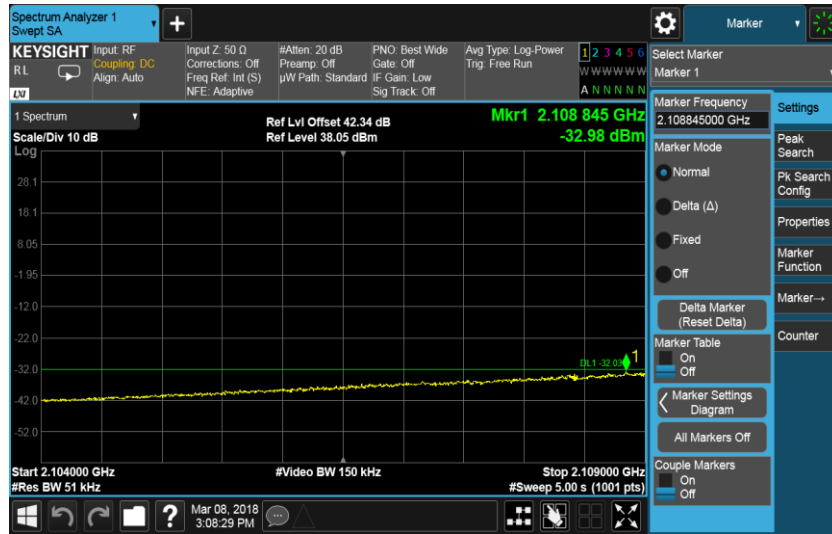 Spectrum Analyzer 1
Swept SA
+
Marker
KEYSIGHT
RL
LXI
Input: RF
Coupling: DC
Align: Auto
Input Z: 50 Ω
Corrections: Off
Freq Ref: Int (S)
NFE: Adaptive
#Atten: 20 dB
Preamp: Off
µW Path: Standard
PNO: Best Wide
Gate: Off
IF Gain: Low
Sig Track: Off
Avg Type: Log-Power
Trig: Free Run
1 2 3 4 5 6
W W W W W W
A N N N N N
Select Marker
Marker 1
1 Spectrum
Scale/Div 10 dB
Log
Ref Lvl Offset 42.34 dB
Ref Level 38.05 dBm
Mkr1 2.108 845 GHz
-32.98 dBm
28.1
18.1
8.05
-1.95
-12.0
-22.0
-32.0
-42.0
-52.0
DL1 -32.03
1
Start 2.104000 GHz
#Res BW 51 kHz
#Video BW 150 kHz
Stop 2.109000 GHz
#Sweep 5.00 s (1001 pts)
Marker Frequency
2.108845000 GHz
Marker Mode
Normal
Delta (Δ)
Fixed
Off
Delta Marker
(Reset Delta)
Marker Table
On
Off
Marker Settings
Diagram
All Markers Off
Couple Markers
On
Off
Settings
Peak
Search
Pk Search
Config
Properties
Marker
Function
Marker→
Counter
?
Mar 08, 2018
3:08:29 PM